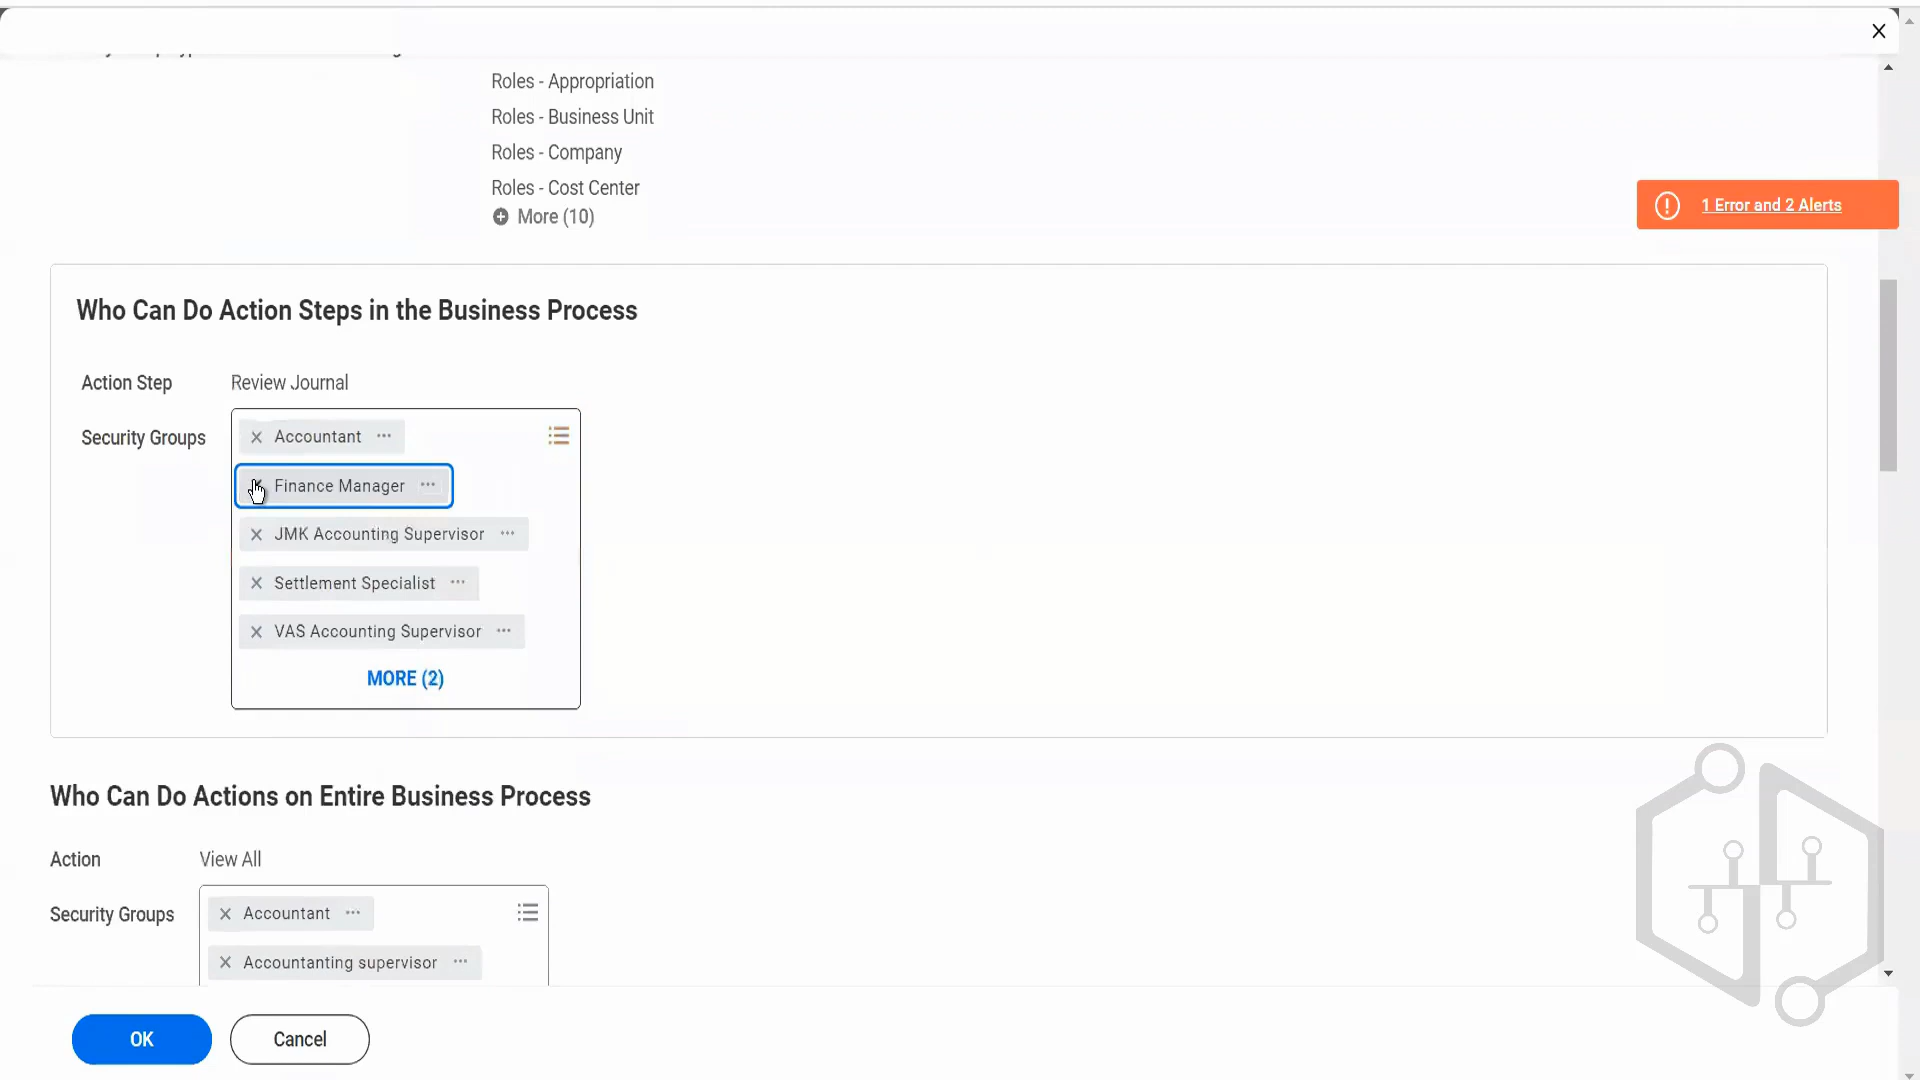 Roles - Appropriation
Roles - Business Unit
Roles - Company
Roles - Cost Center
More (10)
1 Error and 2 Alerts
Who Can Do Action Steps in the Business Process
Action Step Review Journal
Security Groups
Accountant
Finance Manager
JMK Accounting Supervisor
Settlement Specialist
VAS Accounting Supervisor
MORE (2)
Who Can Do Actions on Entire Business Process
Action View All
Security Groups
Accountant
Accountanting supervisor
OK Cancel